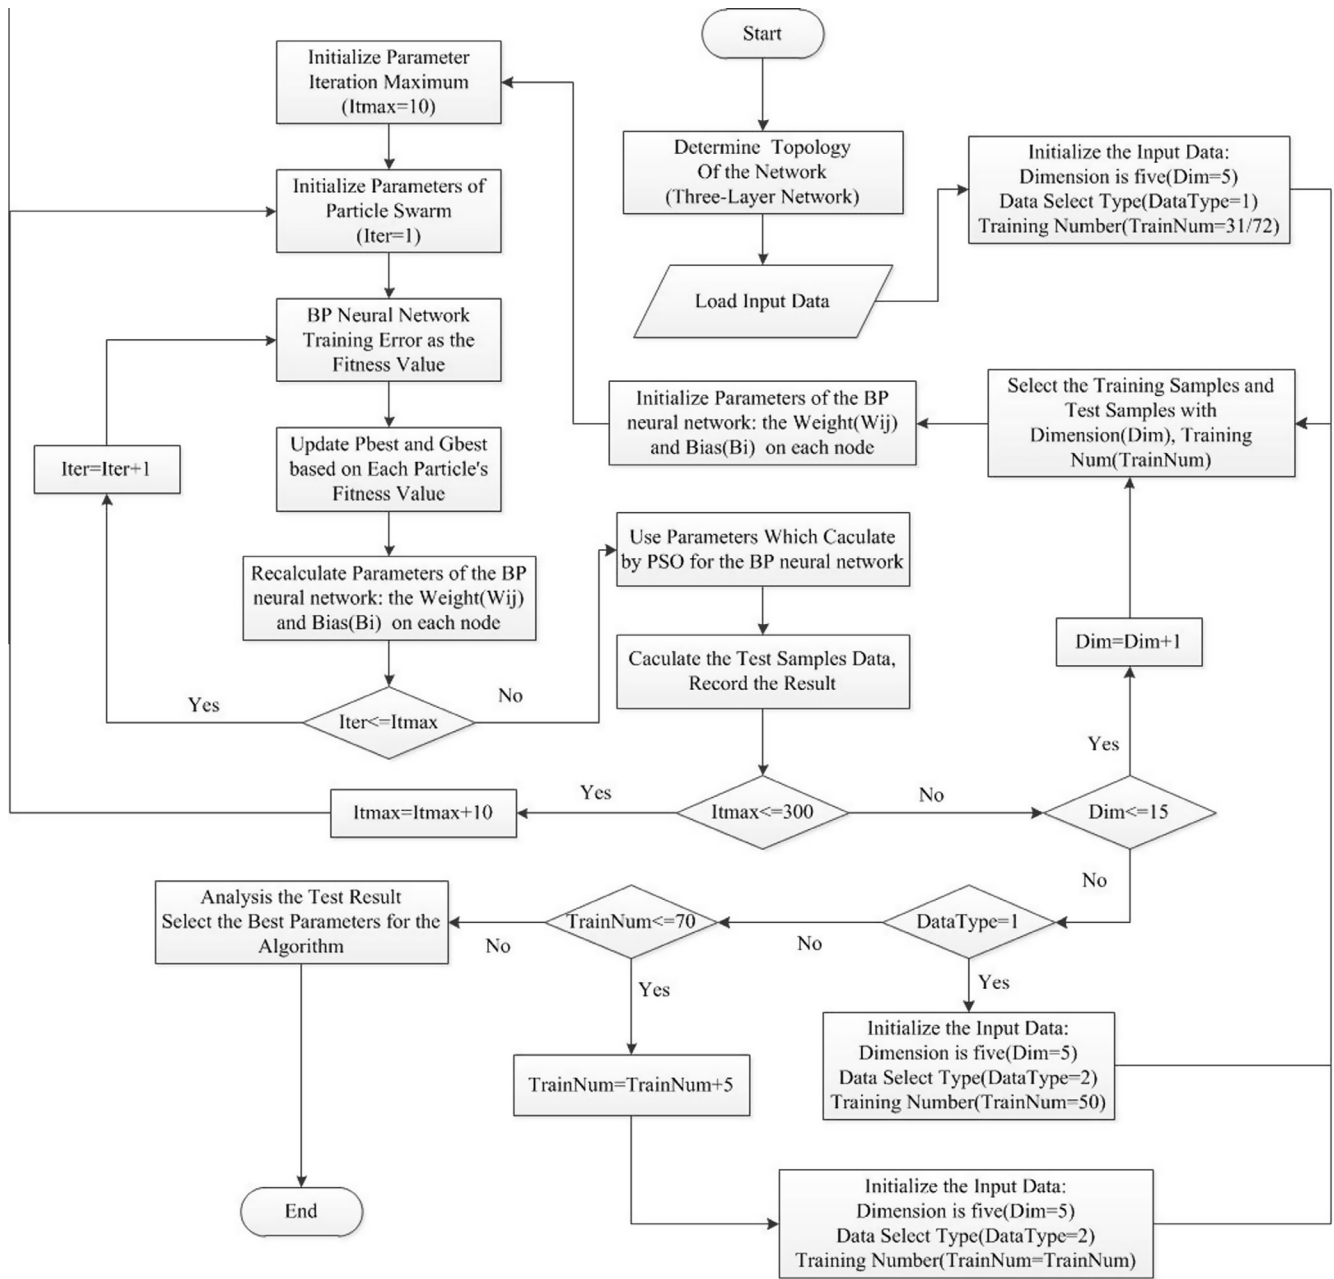 Start
Determine Topology
Of the Network
(Three-Layer Network)
Load Input Data
Initialize the Input Data:
Dimension is five(Dim=5)
Data Select Type(DataType=1)
Training Number(TrainNum=31/72)
Select the Training Samples and
Test Samples with
Dimension(Dim), Training
Num(TrainNum)
Initialize Parameters of the BP
neural network: the Weight(Wij)
and Bias(Bi) on each node
Initialize Parameter
Iteration Maximum
(Itmax=10)
Initialize Parameters of
Particle Swarm
(Iter=1)
BP Neural Network
Training Error as the
Fitness Value
Update Pbest and Gbest
based on Each Particle's
Fitness Value
Iter=Iter+1
Recalculate Parameters of the BP
neural network: the Weight(Wij)
and Bias(Bi) on each node
Yes
Iter<=Itmax
No
Use Parameters Which Caculate
by PSO for the BP neural network
Caculate the Test Samples Data,
Record the Result
Itmax=Itmax+10
Yes
Itmax<=300
No
Dim<=15
Yes
Dim=Dim+1
No
DataType=1
Yes
Initialize the Input Data:
Dimension is five(Dim=5)
Data Select Type(DataType=2)
Training Number(TrainNum=50)
No
TrainNum<=70
Yes
TrainNum=TrainNum+5
Initialize the Input Data:
Dimension is five(Dim=5)
Data Select Type(DataType=2)
Training Number(TrainNum=TrainNum)
No
Analysis the Test Result
Select the Best Parameters for the
Algorithm
End